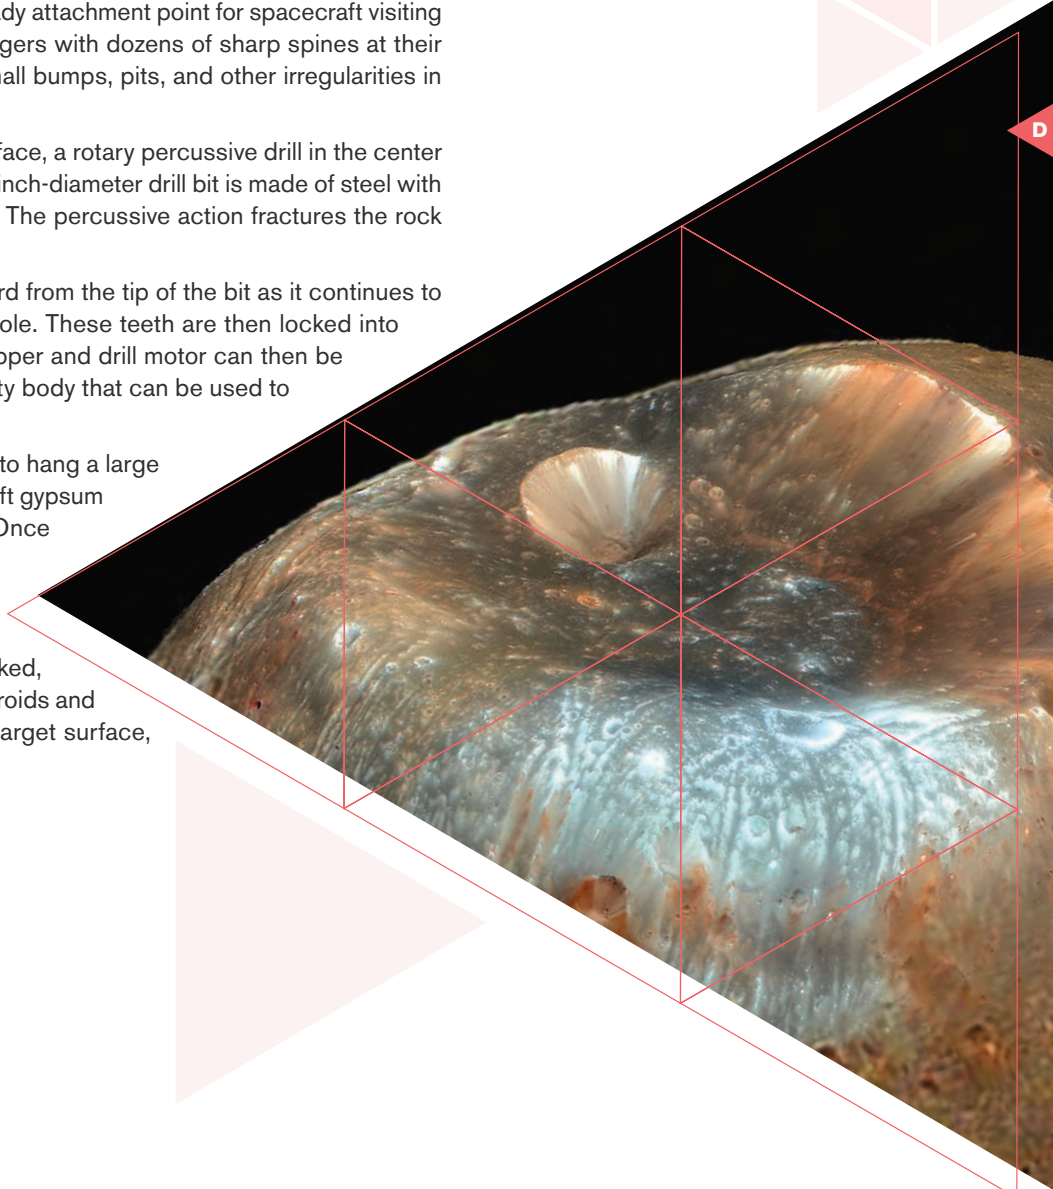 dy attachment point for spacecraft visiting
gers with dozens of sharp spines at their
all bumps, pits, and other irregularities in
face, a rotary percussive drill in the center
inch-diameter drill bit is made of steel with
The percussive action fractures the rock
rd from the tip of the bit as it continues to
ole. These teeth are then locked into
pper and drill motor can then be
ty body that can be used to
to hang a large
ft gypsum
Once
ked,
roids and
arget surface,
D